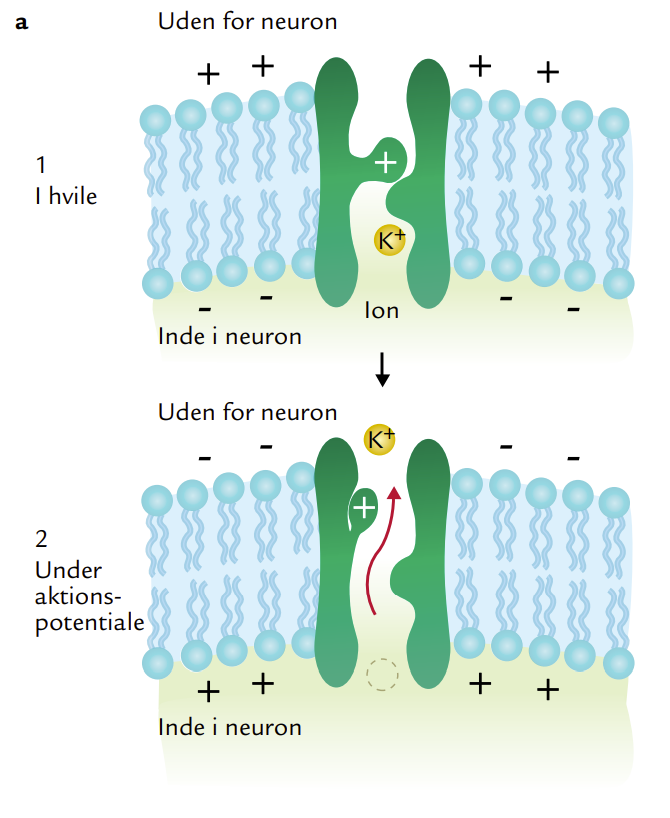 a
Uden for neuron
+ + + +
1
I hvile
+
K+
- - - -
Ion
Inde i neuron
Uden for neuron
K+
- - - -
+
2
Under
aktions-
potentiale
+ + + +
Inde i neuron